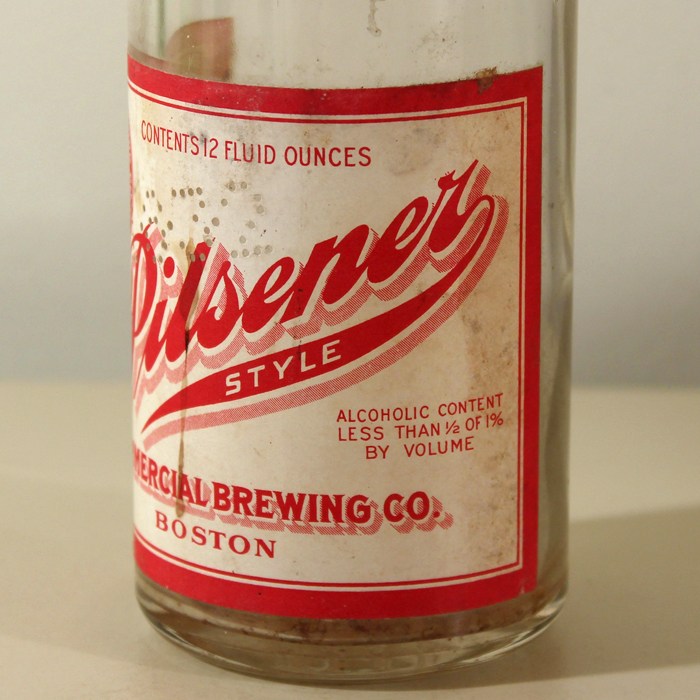 CONTENTS 12 FLUID OUNCES
Pilsener
STYLE
ALCOHOLIC CONTENT
LESS THAN ½ OF 1%
BY VOLUME
MERCIAL BREWING CO.
BOSTON